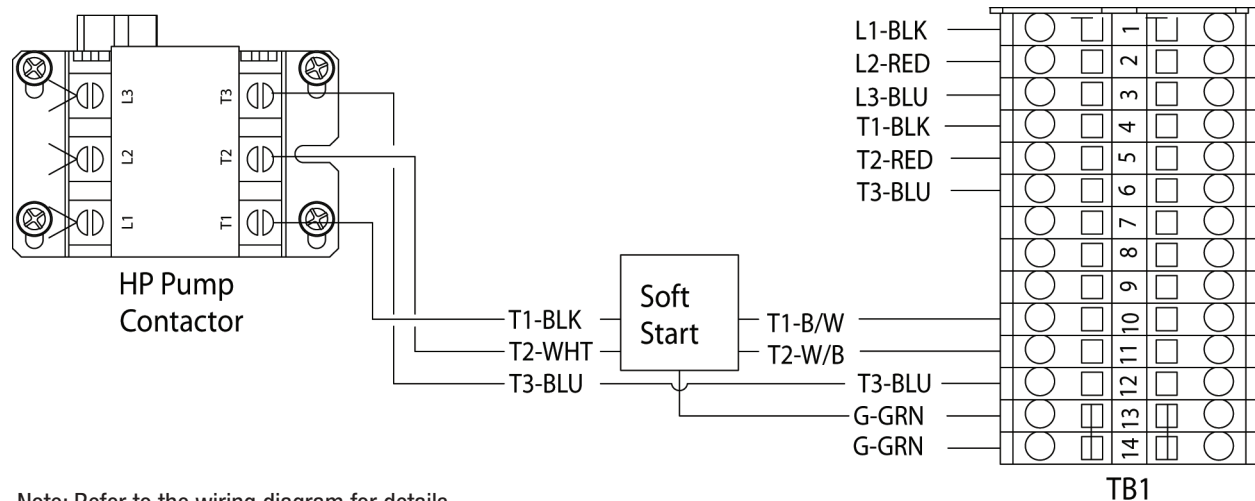 L3
L2
L1
T3
T2
T1
HP Pump
Contactor
T1-BLK
T2-WHT
T3-BLU
Soft
Start
T1-B/W
T2-W/B
T3-BLU
G-GRN
G-GRN
L1-BLK
L2-RED
L3-BLU
T1-BLK
T2-RED
T3-BLU
1
2
3
4
5
6
7
8
9
10
11
12
13
14
TB1
Note: Refer to the wiring diagram for details